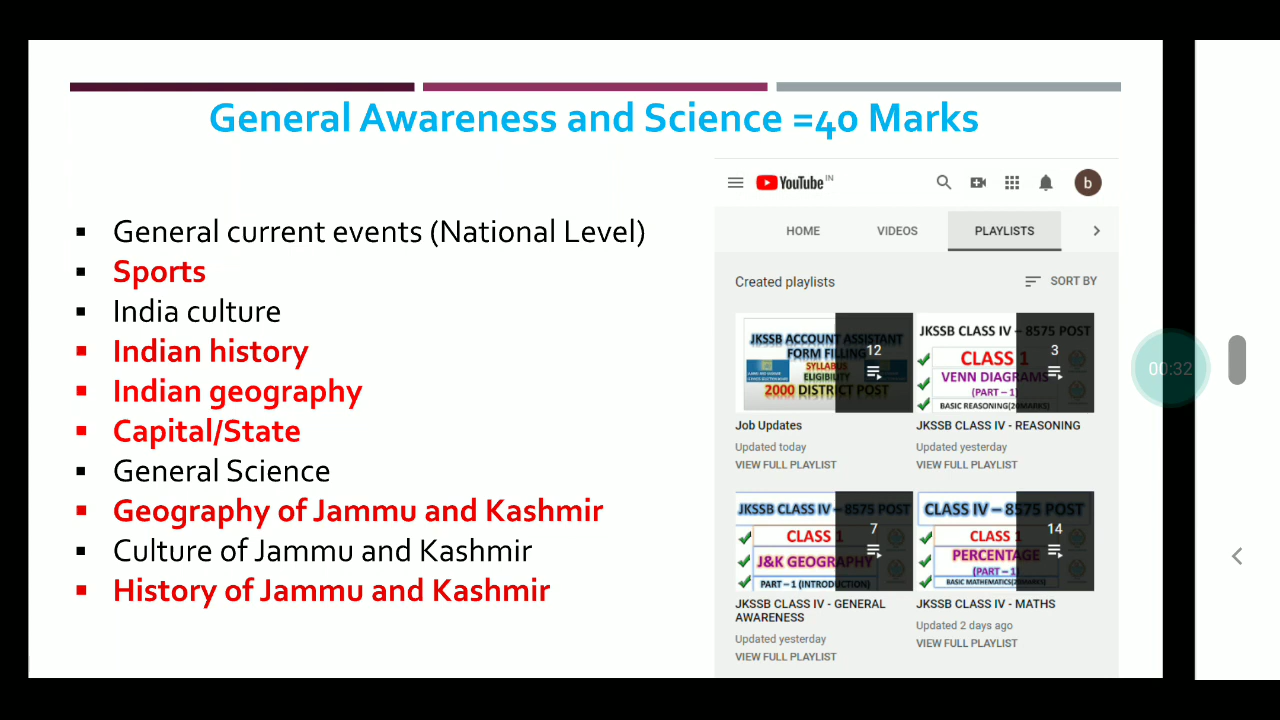 General Awareness and Science =40 Marks
General current events (National Level)
Sports
India culture
Indian history
Indian geography
Capital/State
General Science
Geography of Jammu and Kashmir
Culture of Jammu and Kashmir
History of Jammu and Kashmir
YouTube IN
b
HOME VIDEOS PLAYLISTS
Created playlists SORT BY
JKSSB ACCOUNT ASSISTANT
FORM FILLING
SYLLABUS
ELIGIBILITY
2000 DISTRICT POST
12
Job Updates
Updated today
VIEW FULL PLAYLIST
JKSSB CLASS IV – 8575 POST
CLASS 1
VENN DIAGRAMS
(PART – 1)
BASIC REASONING(20MARKS)
3
JKSSB CLASS IV - REASONING
Updated yesterday
VIEW FULL PLAYLIST
JKSSB CLASS IV – 8575 POST
CLASS 1
J&K GEOGRAPHY
PART – 1 (INTRODUCTION)
7
JKSSB CLASS IV - GENERAL
AWARENESS
Updated yesterday
VIEW FULL PLAYLIST
CLASS IV – 8575 POST
CLASS 1
PERCENTAGE
(PART – 1)
BASIC MATHEMATICS(20MARKS)
14
JKSSB CLASS IV - MATHS
Updated 2 days ago
VIEW FULL PLAYLIST
00:32